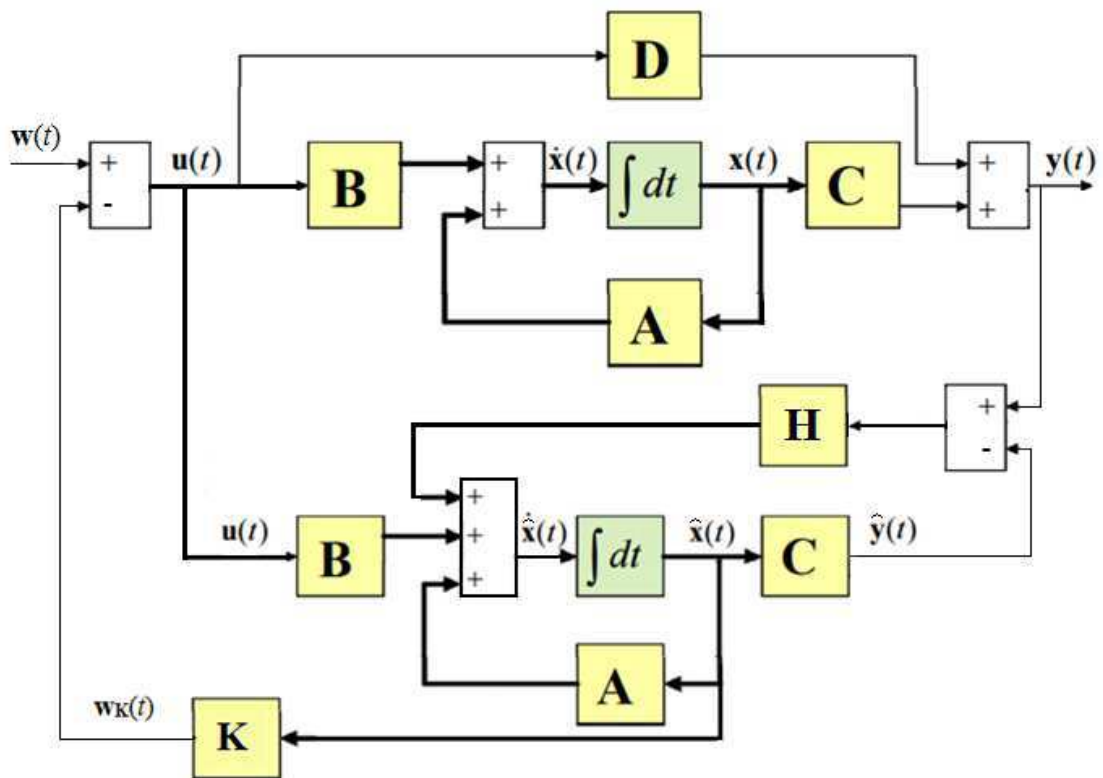 D
w(t)
+
-
u(t)
B
+
+
ẋ(t)
∫ dt
x(t)
C
+
+
y(t)
A
H
+
-
u(t)
B
+
+
+
x̂̇(t)
∫ dt
x̂(t)
C
ŷ(t)
A
wK(t)
K